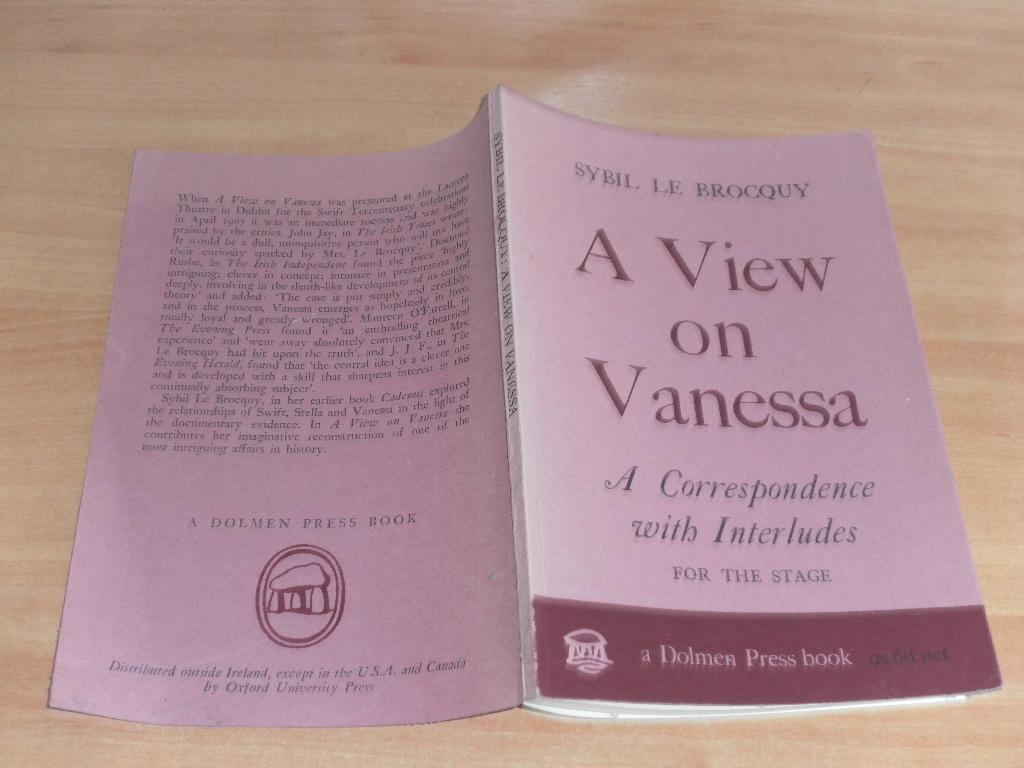 When A View on Vanessa was presented at the Lantern
Theatre in Dublin for the Swift Tercentenary celebrations
in April 1967 it was an immediate success and was highly
praised by the critics. John Jay, in The Irish Times wrote:
'It would be a dull, uninquisitive person who will not have
their curiosity sparked by Mrs. Le Brocquy'. Desmond
Rushe, in The Irish Independent found the piece 'highly
intriguing; clever in concept; intimate in presentation and
deeply, involving in the sleuth-like development of its central
theory' and added: 'The case is put simply and credibly,
and in the process, Vanessa emerges as hopelessly in love,
totally loyal and greatly wronged'. Maureen O'Farrell, in
The Evening Press found it 'an enthralling theatrical
experience' and 'went away absolutely convinced that Mrs.
Le Brocquy had hit upon the truth', and J. J. F., in The
Evening Herald, found that 'the central idea is a clever one
and is developed with a skill that sharpens interest in this
continually absorbing subject'.
Sybil Le Brocquy, in her earlier book Cadenus explored
the relationships of Swift, Stella and Vanessa in the light of
the documentary evidence. In A View on Vanessa she
contributes her imaginative reconstruction of one of the
most intriguing affairs in history.
A DOLMEN PRESS BOOK
Distributed outside Ireland, except in the U.S.A. and Canada
by Oxford University Press
SYBIL LE BROCQUY: A VIEW ON VANESSA
SYBIL LE BROCQUY
A View
on
Vanessa
A Correspondence
with Interludes
FOR THE STAGE
a Dolmen Press book 9s 6d net